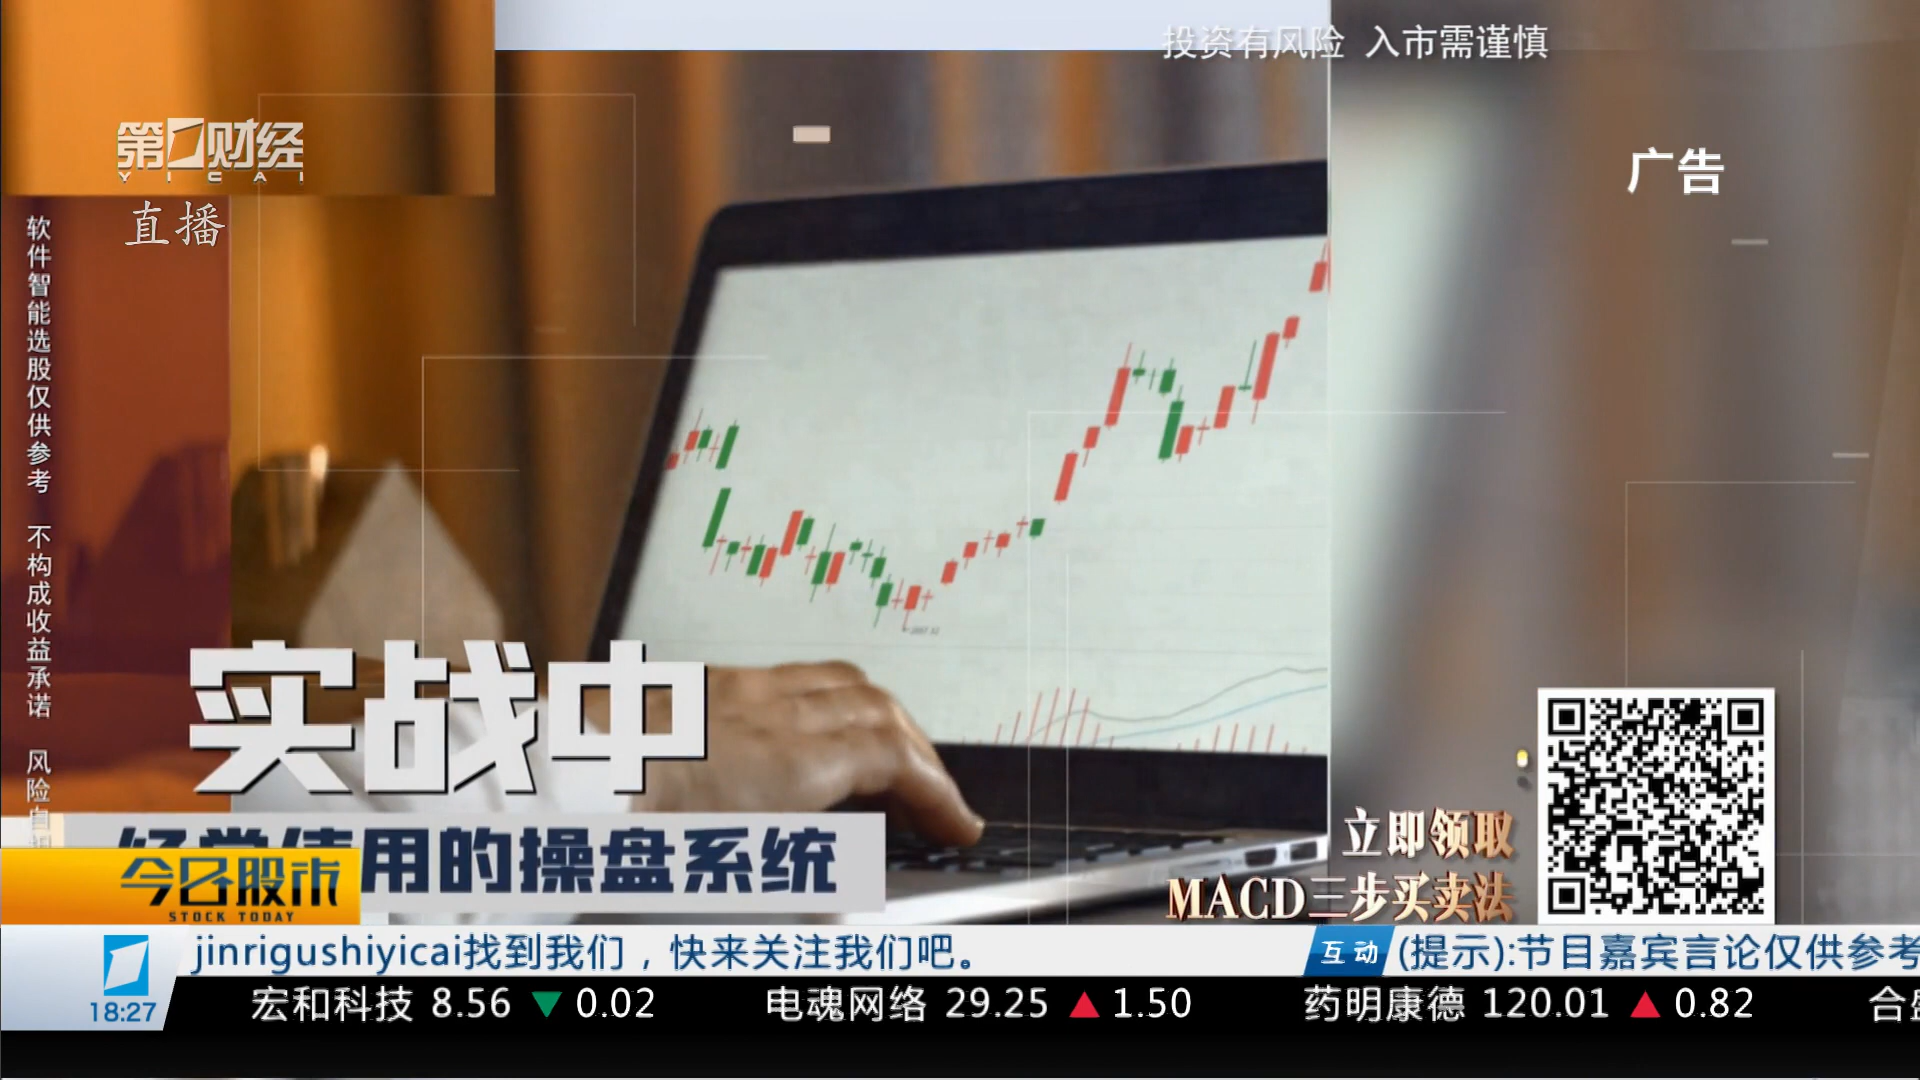 投资有风险 入市需谨慎
第一财经
YICAI
直播
广告
软件智能选股仅供参考 不构成收益承诺 风险自
实战中
经常使用的操盘系统
立即领取
MACD三步买卖法
今日股市
STOCK TODAY
jinrigushiyicai找到我们，快来关注我们吧。
互动 (提示):节目嘉宾言论仅供参考
18:27
宏和科技 8.56 ▼ 0.02 电魂网络 29.25 ▲ 1.50 药明康德 120.01 ▲ 0.82 合盛